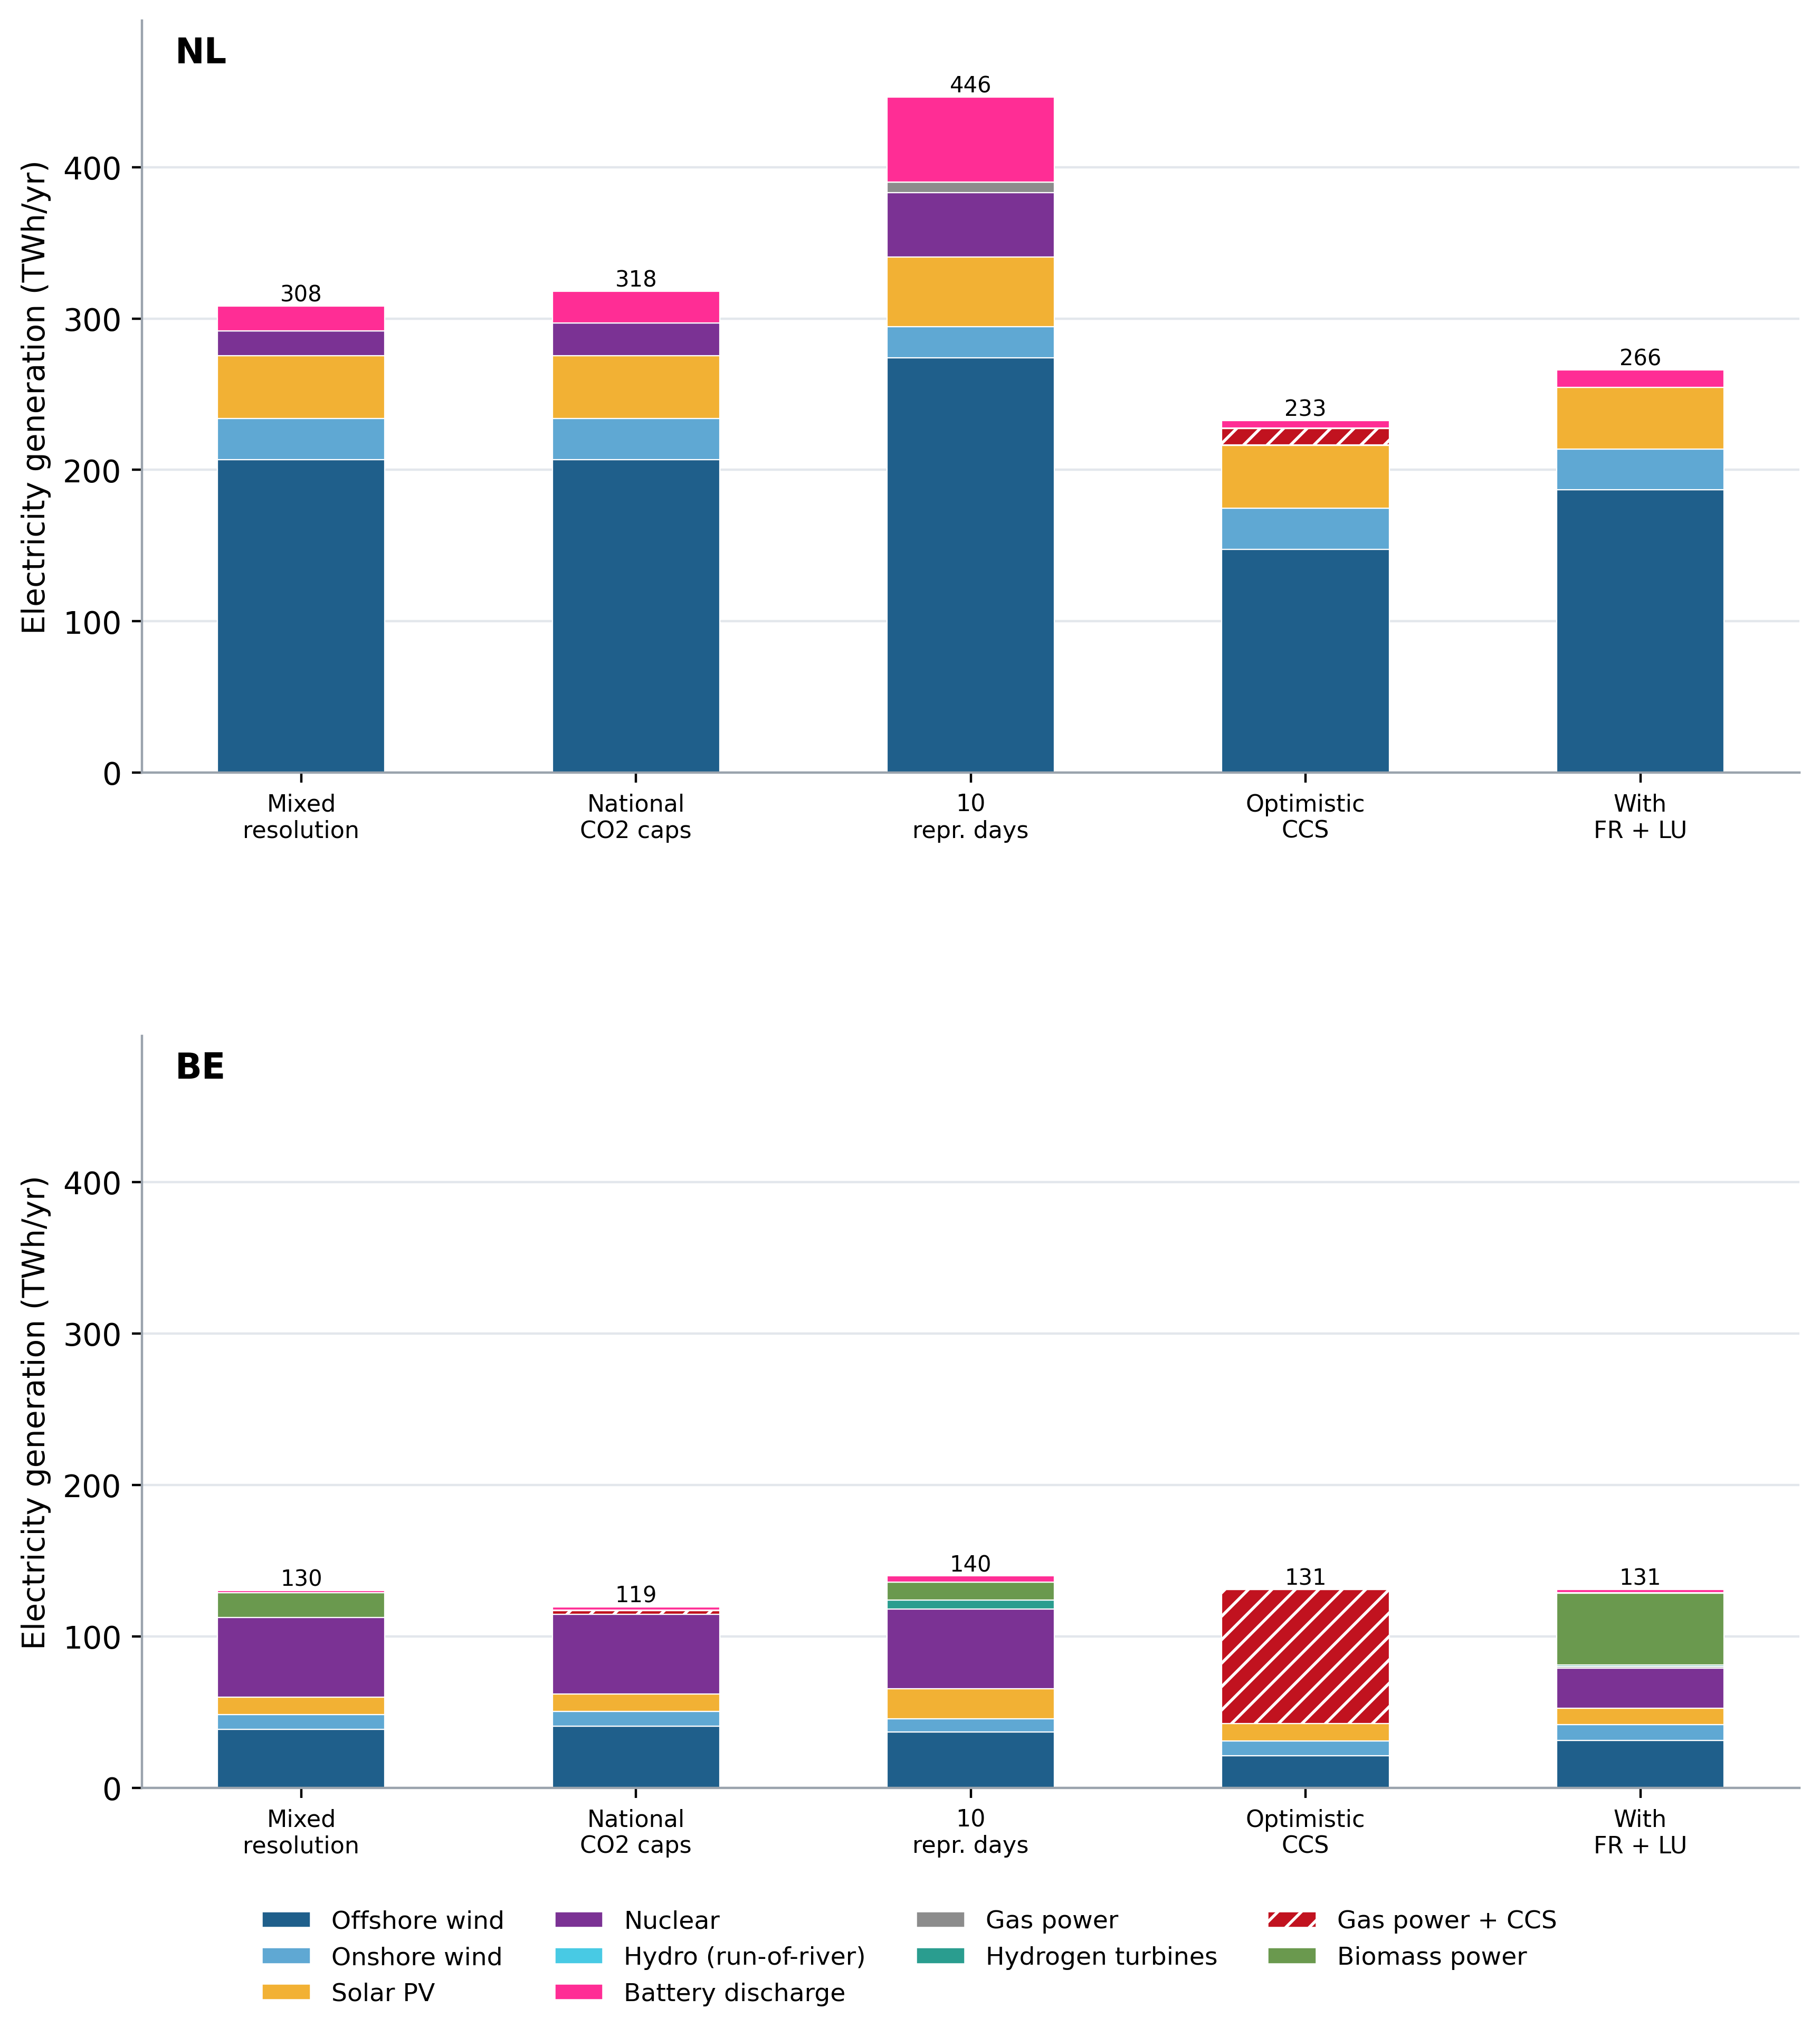 NL
Electricity generation (TWh/yr)
400
300
200
100
0
308
318
446
233
266
Mixed
resolution
National
CO2 caps
10
repr. days
Optimistic
CCS
With
FR + LU
BE
Electricity generation (TWh/yr)
400
300
200
100
0
130
119
140
131
131
Mixed
resolution
National
CO2 caps
10
repr. days
Optimistic
CCS
With
FR + LU
Offshore wind
Onshore wind
Solar PV
Nuclear
Hydro (run-of-river)
Battery discharge
Gas power
Hydrogen turbines
Gas power + CCS
Biomass power